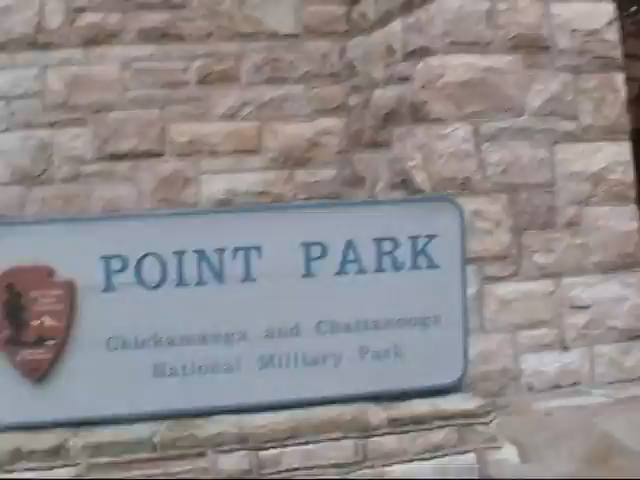 POINT PARK
Chickamauga and Chattanooga
National Military Park